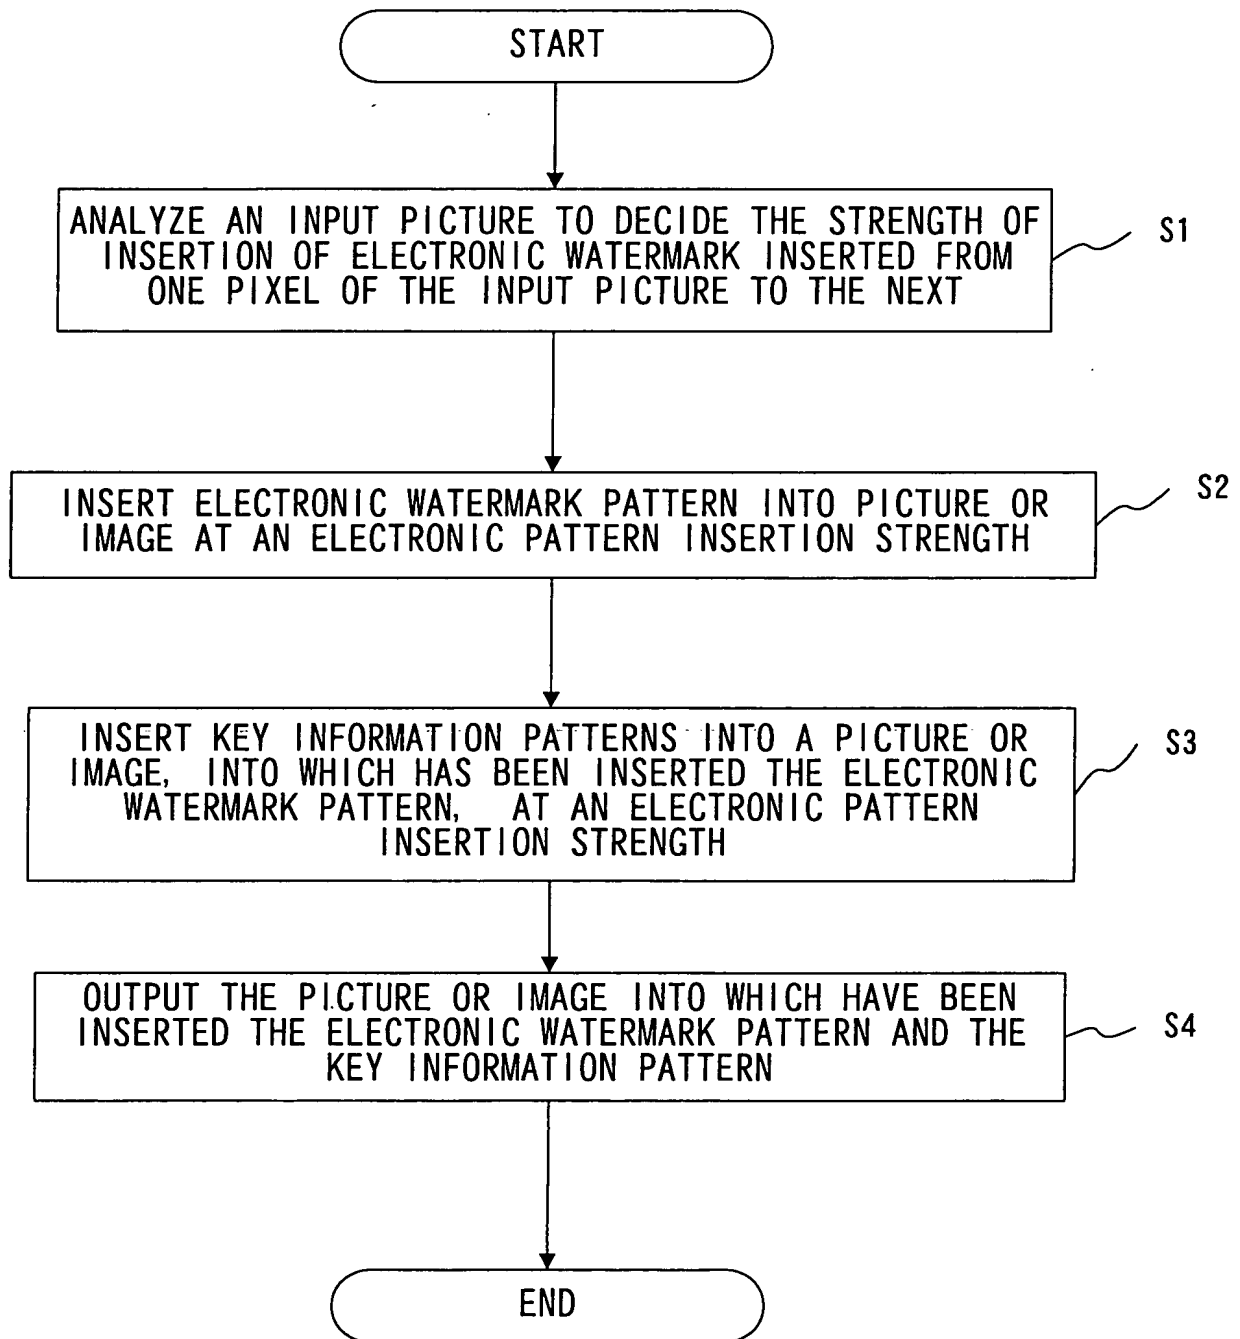 START
ANALYZE AN INPUT PICTURE TO DECIDE THE STRENGTH OF
INSERTION OF ELECTRONIC WATERMARK INSERTED FROM
ONE PIXEL OF THE INPUT PICTURE TO THE NEXT
S1
INSERT ELECTRONIC WATERMARK PATTERN INTO PICTURE OR
IMAGE AT AN ELECTRONIC PATTERN INSERTION STRENGTH
S2
INSERT KEY INFORMATION PATTERNS INTO A PICTURE OR
IMAGE, INTO WHICH HAS BEEN INSERTED THE ELECTRONIC
WATERMARK PATTERN, AT AN ELECTRONIC PATTERN
INSERTION STRENGTH
S3
OUTPUT THE PICTURE OR IMAGE INTO WHICH HAVE BEEN
INSERTED THE ELECTRONIC WATERMARK PATTERN AND THE
KEY INFORMATION PATTERN
S4
END